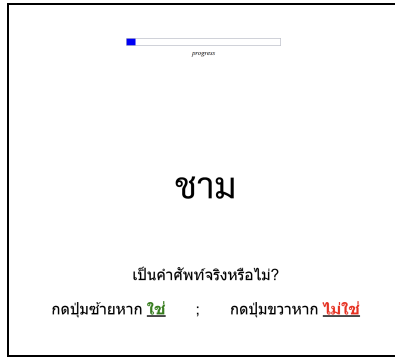 progress
ชาม
เป็นคำศัพท์จริงหรือไม่?
กดปุ่มซ้ายหาก ใช่ ; กดปุ่มขวาหาก ไม่ใช่